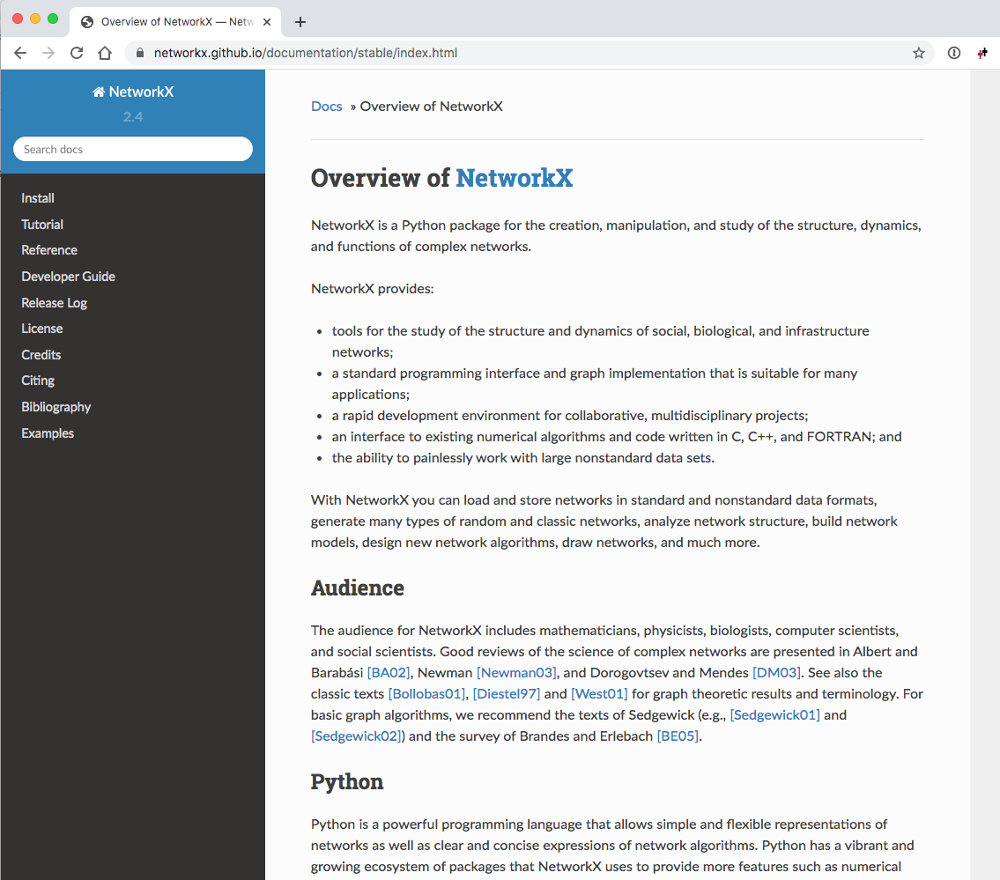 Overview of NetworkX — Netw
networkx.github.io/documentation/stable/index.html
NetworkX
2.4
Search docs
Install
Tutorial
Reference
Developer Guide
Release Log
License
Credits
Citing
Bibliography
Examples
Docs » Overview of NetworkX
Overview of NetworkX
NetworkX is a Python package for the creation, manipulation, and study of the structure, dynamics,
and functions of complex networks.
NetworkX provides:
• tools for the study of the structure and dynamics of social, biological, and infrastructure
networks;
• a standard programming interface and graph implementation that is suitable for many
applications;
• a rapid development environment for collaborative, multidisciplinary projects;
• an interface to existing numerical algorithms and code written in C, C++, and FORTRAN; and
• the ability to painlessly work with large nonstandard data sets.
With NetworkX you can load and store networks in standard and nonstandard data formats,
generate many types of random and classic networks, analyze network structure, build network
models, design new network algorithms, draw networks, and much more.
Audience
The audience for NetworkX includes mathematicians, physicists, biologists, computer scientists,
and social scientists. Good reviews of the science of complex networks are presented in Albert and
Barabási [BA02], Newman [Newman03], and Dorogovtsev and Mendes [DM03]. See also the
classic texts [Bollobas01], [Diestel97] and [West01] for graph theoretic results and terminology. For
basic graph algorithms, we recommend the texts of Sedgewick (e.g., [Sedgewick01] and
[Sedgewick02]) and the survey of Brandes and Erlebach [BE05].
Python
Python is a powerful programming language that allows simple and flexible representations of
networks as well as clear and concise expressions of network algorithms. Python has a vibrant and
growing ecosystem of packages that NetworkX uses to provide more features such as numerical